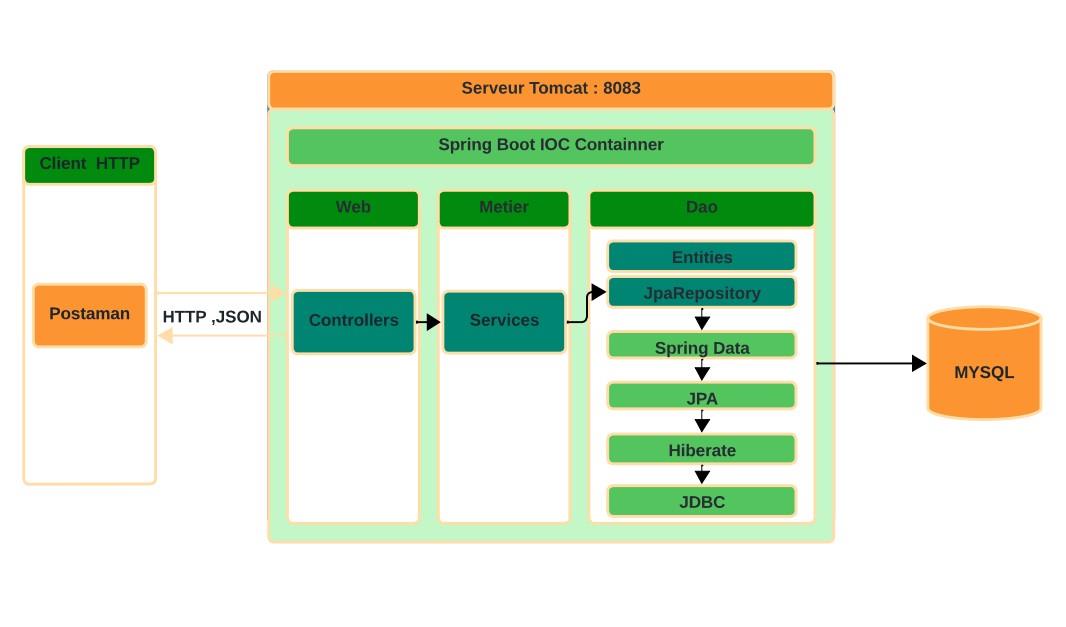 Serveur Tomcat : 8083
Spring Boot IOC Containner
Client  HTTP
Web
Metier
Dao
Entities
JpaRepository
Postaman
HTTP ,JSON
Controllers
Services
Spring Data
JPA
Hiberate
JDBC
MYSQL